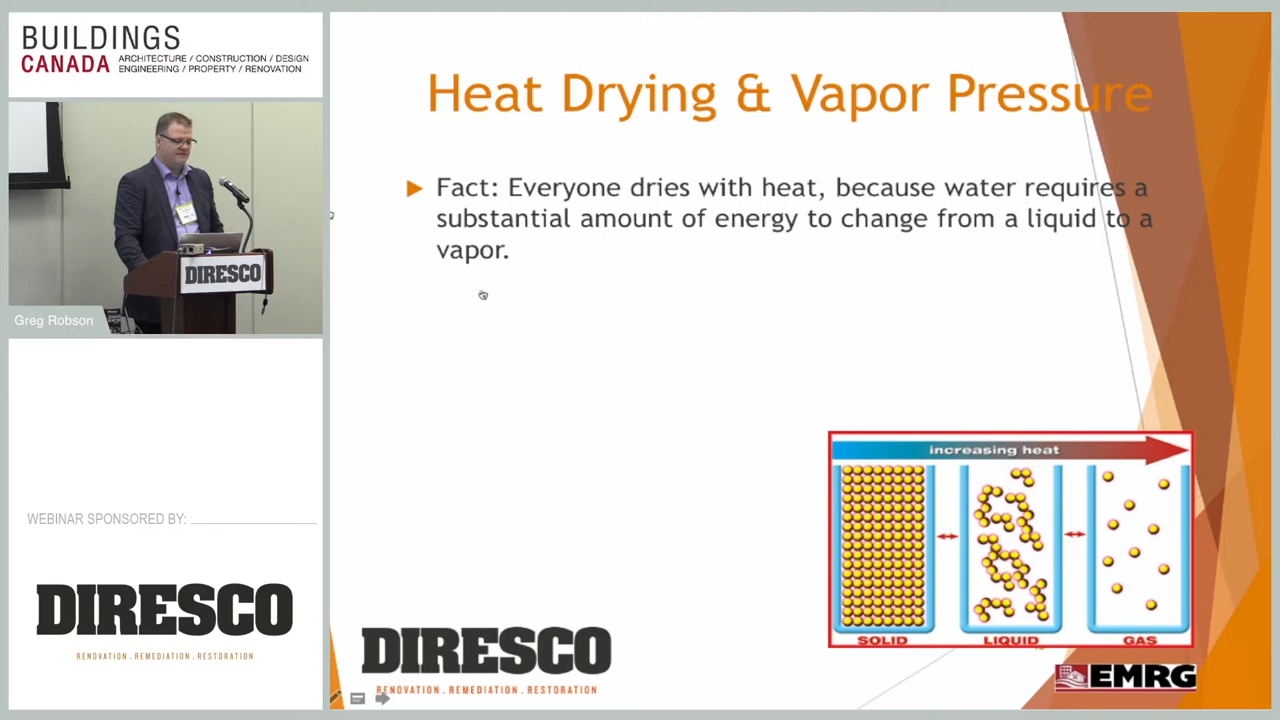 BUILDINGS
CANADA
ARCHITECTURE / CONSTRUCTION / DESIGN
ENGINEERING / PROPERTY / RENOVATION
DIRESCO
Greg Robson
WEBINAR SPONSORED BY:
DIRESCO
RENOVATION . REMEDIATION . RESTORATION
Heat Drying & Vapor Pressure
Fact: Everyone dries with heat, because water requires a
substantial amount of energy to change from a liquid to a
vapor.
increasing heat
SOLID
LIQUID
GAS
DIRESCO
RENOVATION . REMEDIATION . RESTORATION
EMRG